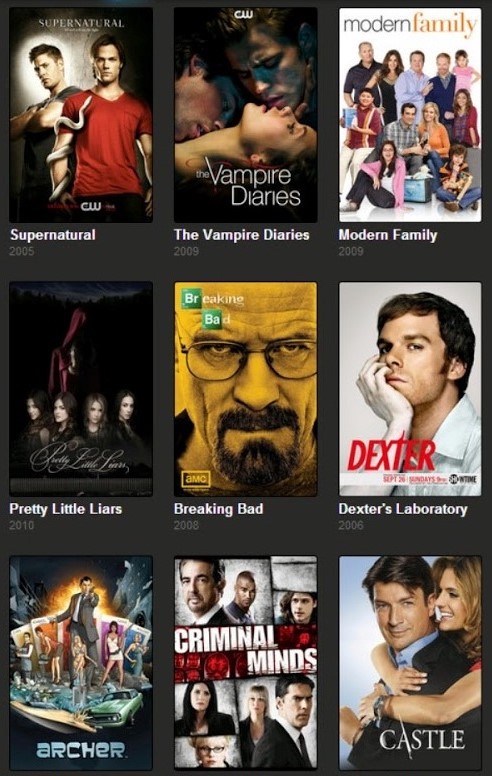 SUPERNATURAL
CW
Supernatural
2005
CW
the Vampire
Diaries
The Vampire Diaries
2009
modern family
Modern Family
2009
Pretty Little Liars
Pretty Little Liars
2010
Breaking
Bad
amc
Breaking Bad
2008
DEXTER
SEPT 26 | SUNDAYS 9PM SHOWTIME
Dexter's Laboratory
2006
ARCHER
CRIMINAL
MINDS
CASTLE